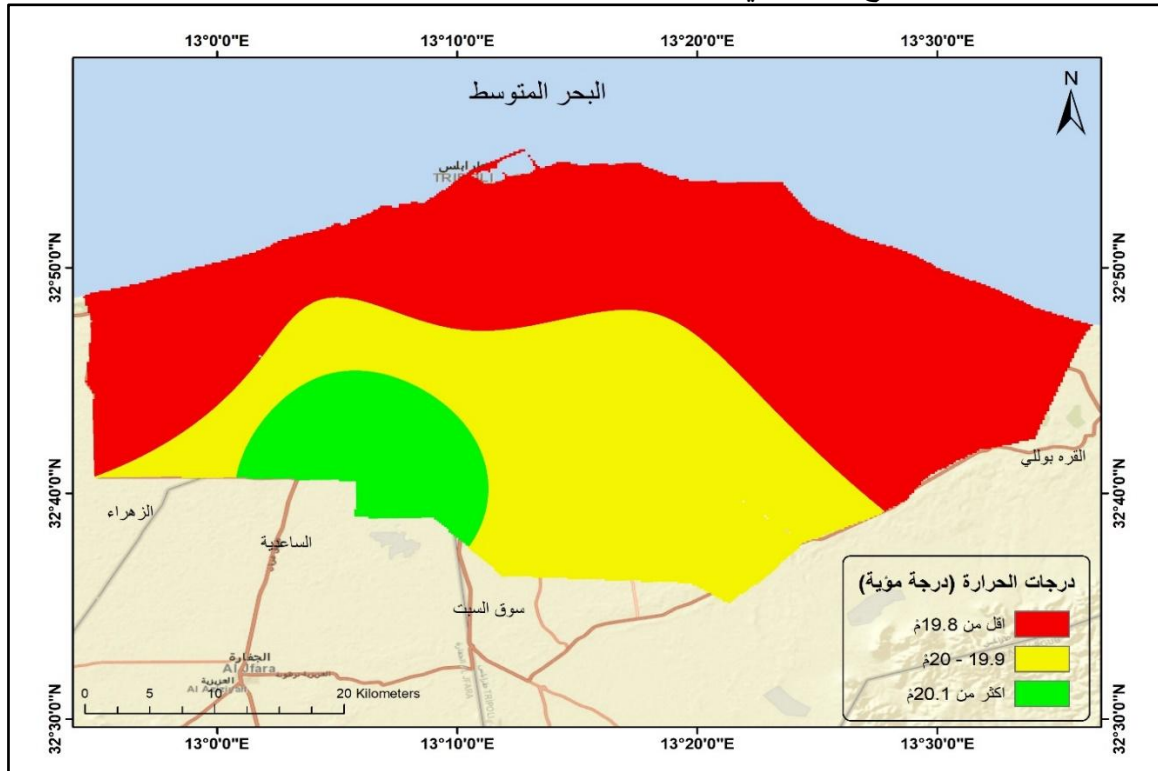 13°0'0"E
13°10'0"E
13°20'0"E
13°30'0"E
N
البحر المتوسط
طرابلس
TRIPOLI
32°50'0"N
32°50'0"N
القره بوللي
32°40'0"N
32°40'0"N
الزهراء
الساعدية
سوق السبت
درجات الحرارة (درجة مؤية)
اقل من 19.8مْ
19.9 - 20مْ
اكثر من 20.1مْ
الجفارة
Al Jfara
العزيزية
0 5 10 20 Kilometers
32°30'0"N
32°30'0"N
13°0'0"E
13°10'0"E
13°20'0"E
13°30'0"E